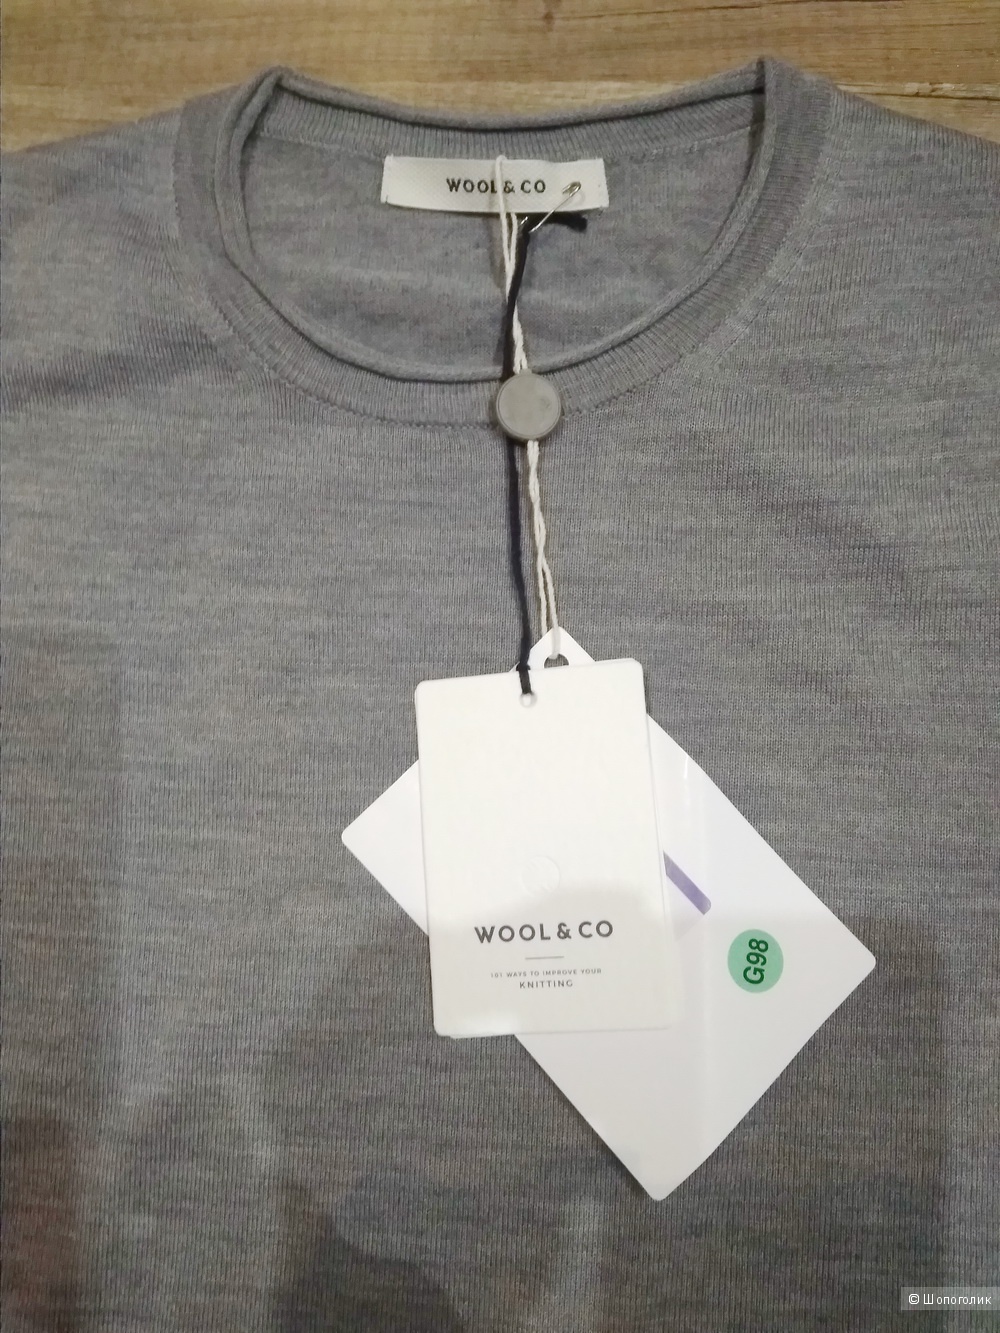 WOOL & CO
WOOL & CO
101 WAYS TO IMPROVE YOUR
KNITTING
G98
© Шопоголик